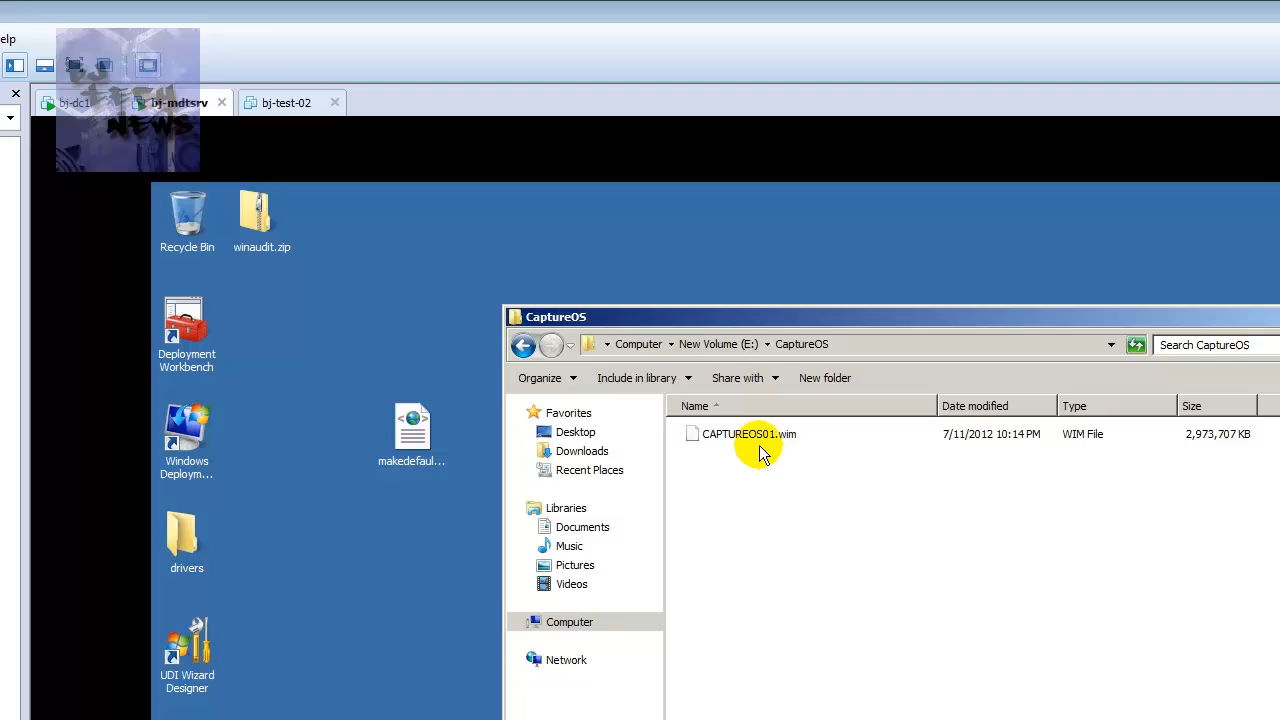 elp
BJ
TECH
NEWS
bj-dc1
bj-mdtsrv
bj-test-02
Recycle Bin
winaudit.zip
Deployment
Workbench
Windows
Deploym...
drivers
UDI Wizard
Designer
makedefaul...
CaptureOS
Computer
New Volume (E:)
CaptureOS
Search CaptureOS
Organize
Include in library
Share with
New folder
Favorites
Desktop
Downloads
Recent Places
Libraries
Documents
Music
Pictures
Videos
Computer
Network
Name
Date modified
Type
Size
CAPTUREOS01.wim
7/11/2012 10:14 PM
WIM File
2,973,707 KB